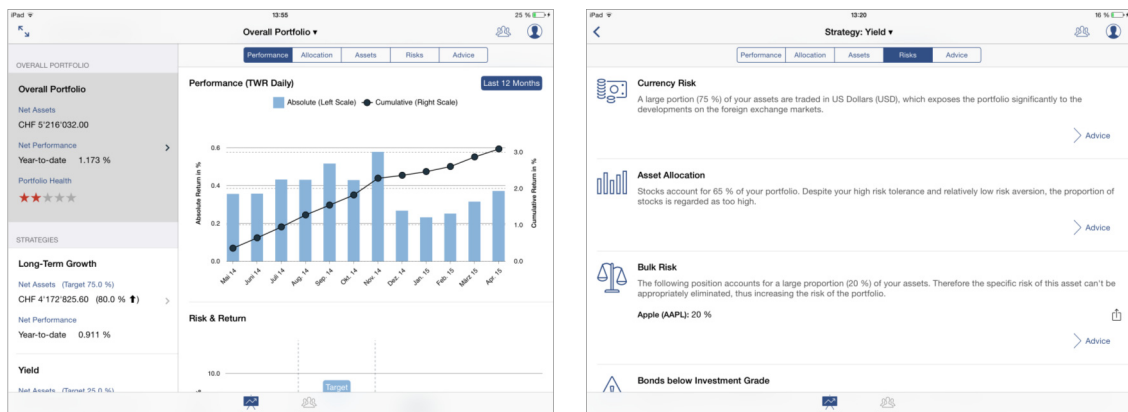 iPad
13:55
25 %
Overall Portfolio ▾
Performance Allocation Assets Risks Advice
OVERALL PORTFOLIO
Overall Portfolio
Net Assets
CHF 5'216'032.00
Net Performance
Year-to-date 1.173 %
Portfolio Health
STRATEGIES
Long-Term Growth
Net Assets (Target 75.0 %)
CHF 4'172'825.60 (80.0 % ⬆)
Net Performance
Year-to-date 0.911 %
Yield
Net Assets (Target 25.0 %)
Performance (TWR Daily)
Last 12 Months
Absolute (Left Scale) Cumulative (Right Scale)
Absolute Return in %
0.6
0.4
0.2
0.0
3.0
2.0
1.0
0.0
Cumulative Return in %
Mai 14 Juni 14 Juli 14 Aug. 14 Sep. 14 Okt. 14 Nov. 14 Dez. 14 Jan. 15 Feb. 15 März 15 Apr. 15
Risk & Return
10.0
Target
iPad
13:20
16 %
Strategy: Yield ▾
Performance Allocation Assets Risks Advice
Currency Risk
A large portion (75 %) of your assets are traded in US Dollars (USD), which exposes the portfolio significantly to the
developments on the foreign exchange markets.
Advice
Asset Allocation
Stocks account for 65 % of your portfolio. Despite your high risk tolerance and relatively low risk aversion, the proportion of
stocks is regarded as too high.
Advice
Bulk Risk
The following position accounts for a large proportion (20 %) of your assets. Therefore the specific risk of this asset can't be
appropriately eliminated, thus increasing the risk of the portfolio.
Apple (AAPL): 20 %
Advice
Bonds below Investment Grade